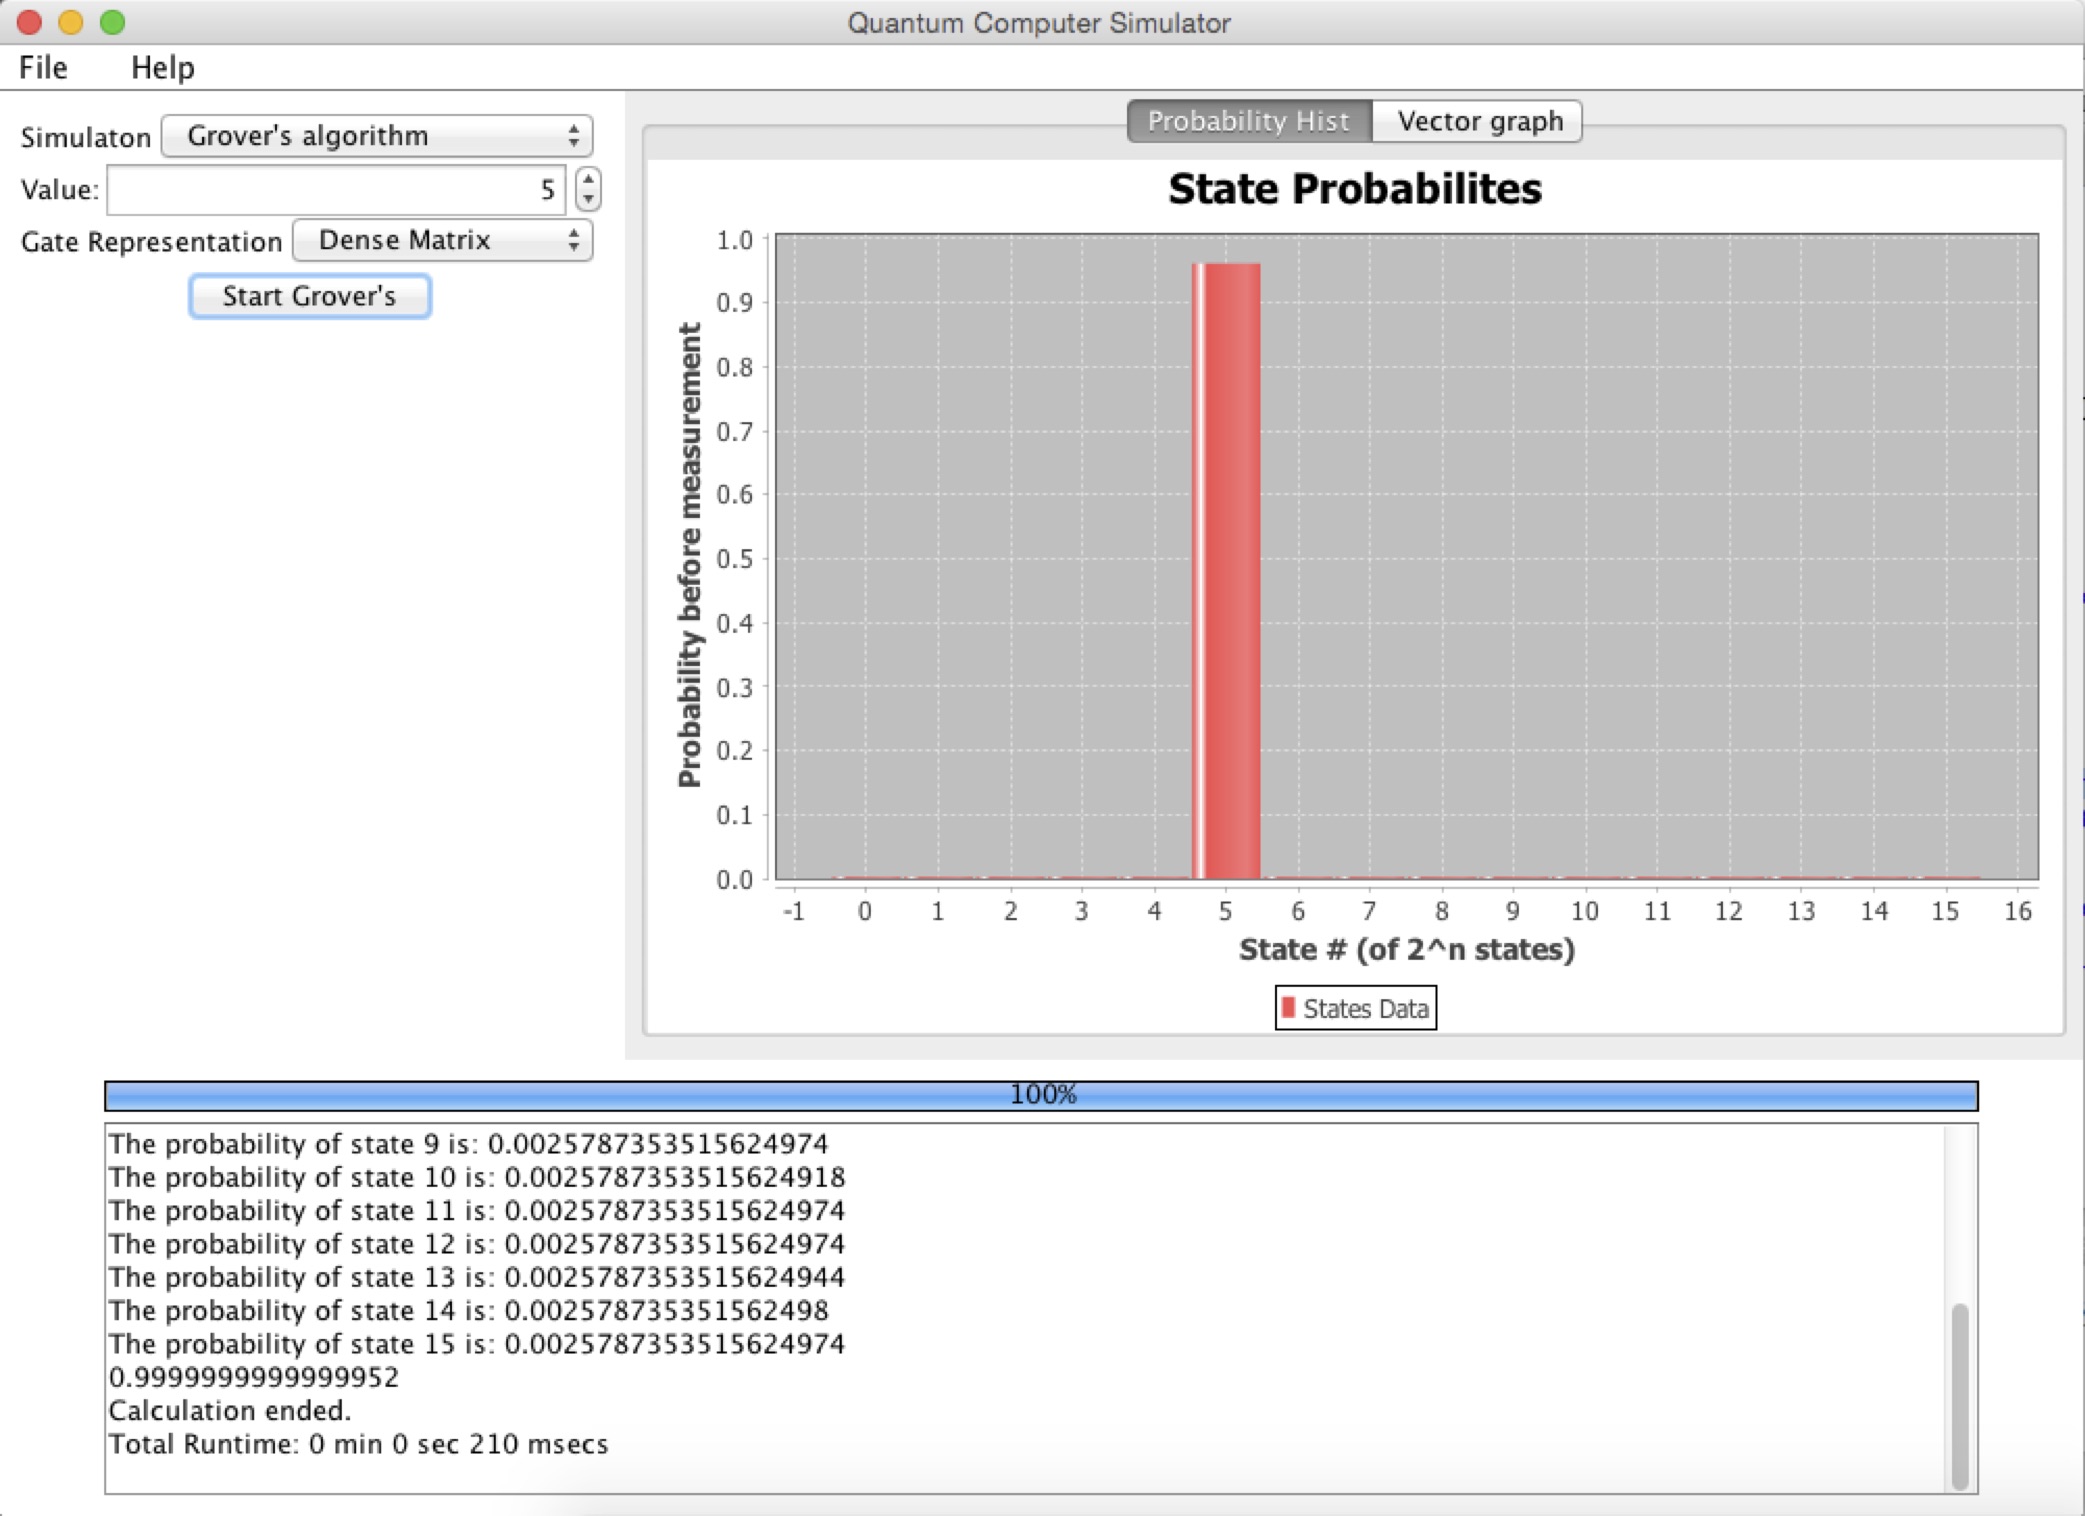 Quantum Computer Simulator
File Help
Simulaton Grover's algorithm
Value: 5
Gate Representation Dense Matrix
Start Grover's
Probability Hist Vector graph
State Probabilites
Probability before measurement
1.0
0.9
0.8
0.7
0.6
0.5
0.4
0.3
0.2
0.1
0.0
-1 0 1 2 3 4 5 6 7 8 9 10 11 12 13 14 15 16
State # (of 2^n states)
States Data
100%
The probability of state 9 is: 0.0025787353515624974
The probability of state 10 is: 0.0025787353515624918
The probability of state 11 is: 0.0025787353515624974
The probability of state 12 is: 0.0025787353515624974
The probability of state 13 is: 0.0025787353515624944
The probability of state 14 is: 0.002578735351562498
The probability of state 15 is: 0.0025787353515624974
0.9999999999999952
Calculation ended.
Total Runtime: 0 min 0 sec 210 msecs